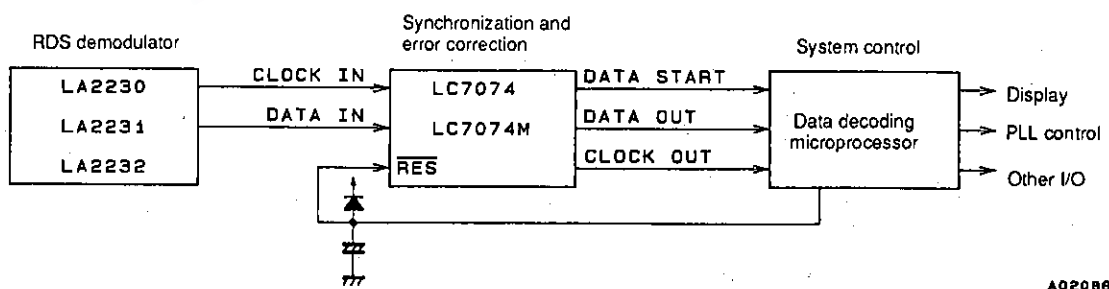 RDS demodulator
LA2230
LA2231
LA2232
CLOCK IN
DATA IN
Synchronization and
error correction
LC7074
LC7074M
RES
DATA START
DATA OUT
CLOCK OUT
System control
Data decoding
microprocessor
Display
PLL control
Other I/O
A02086